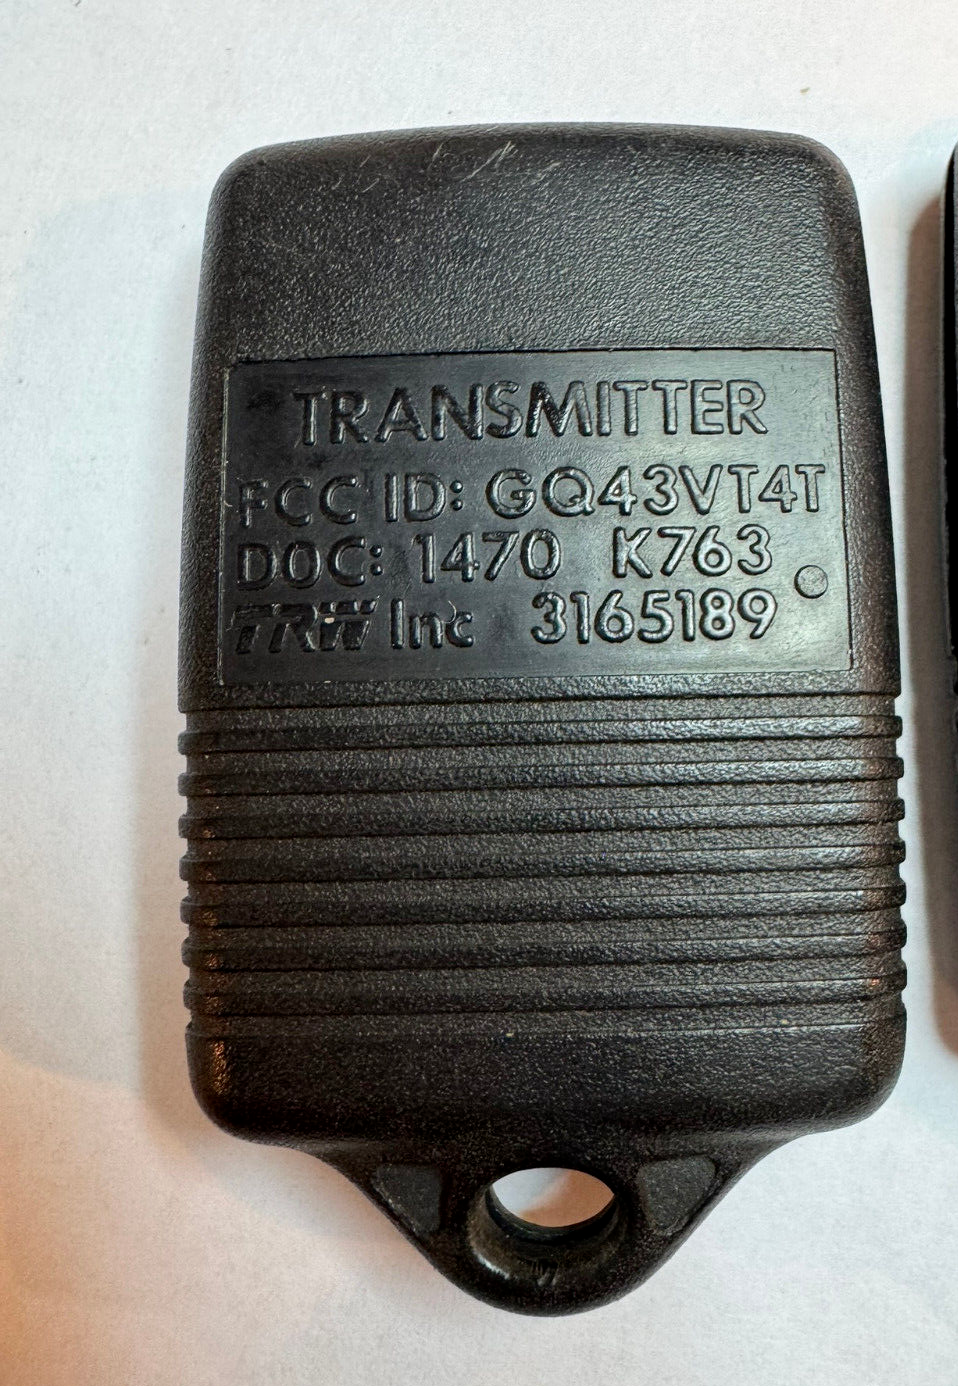 TRANSMITTER
FCC ID: GQ43VT4T
DOC: 1470 K763
TRW Inc 3165189